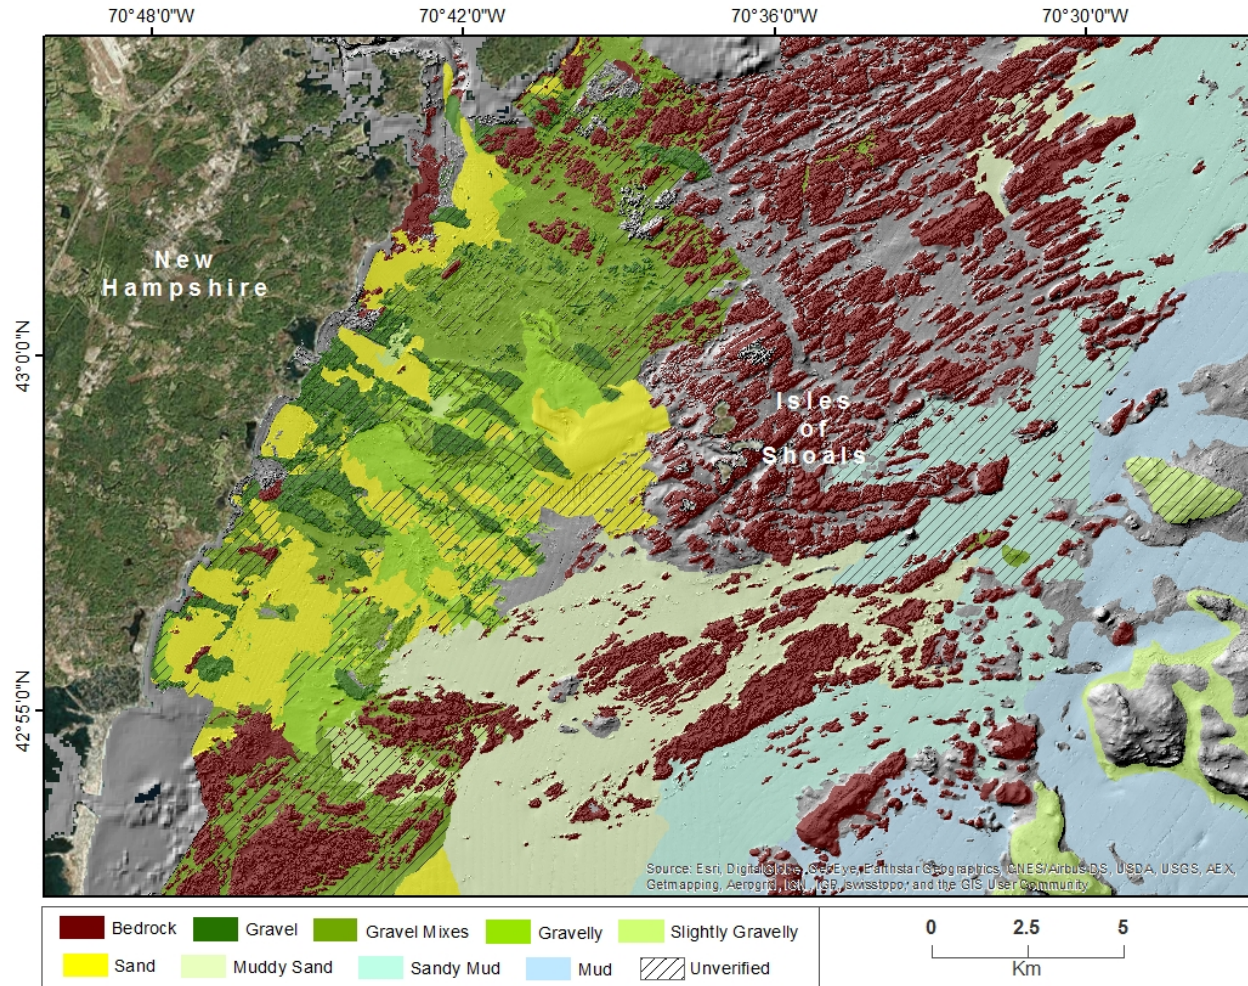 70°48'0"W 70°42'0"W 70°36'0"W 70°30'0"W
43°0'0"N
42°55'0"N
New
Hampshire
Isles
of
Shoals
Source: Esri, DigitalGlobe, GeoEye, Earthstar Geographics, CNES/Airbus DS, USDA, USGS, AEX,
Getmapping, Aerogrid, IGN, IGP, swisstopo, and the GIS User Community
Bedrock Gravel Gravel Mixes Gravelly Slightly Gravelly
Sand Muddy Sand Sandy Mud Mud Unverified
0 2.5 5
Km